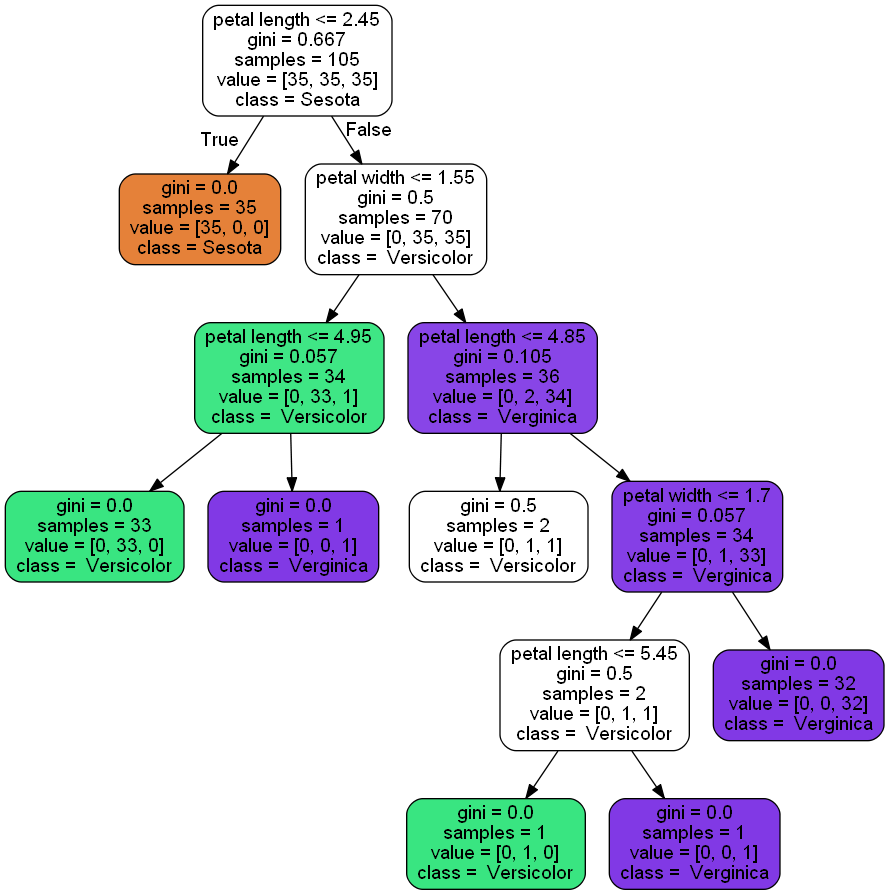 petal length <= 2.45
gini = 0.667
samples = 105
value = [35, 35, 35]
class = Sesota
True
False
gini = 0.0
samples = 35
value = [35, 0, 0]
class = Sesota
petal width <= 1.55
gini = 0.5
samples = 70
value = [0, 35, 35]
class =  Versicolor
petal length <= 4.95
gini = 0.057
samples = 34
value = [0, 33, 1]
class =  Versicolor
petal length <= 4.85
gini = 0.105
samples = 36
value = [0, 2, 34]
class =  Verginica
gini = 0.0
samples = 33
value = [0, 33, 0]
class =  Versicolor
gini = 0.0
samples = 1
value = [0, 0, 1]
class =  Verginica
gini = 0.5
samples = 2
value = [0, 1, 1]
class =  Versicolor
petal width <= 1.7
gini = 0.057
samples = 34
value = [0, 1, 33]
class =  Verginica
petal length <= 5.45
gini = 0.5
samples = 2
value = [0, 1, 1]
class =  Versicolor
gini = 0.0
samples = 32
value = [0, 0, 32]
class =  Verginica
gini = 0.0
samples = 1
value = [0, 1, 0]
class =  Versicolor
gini = 0.0
samples = 1
value = [0, 0, 1]
class =  Verginica